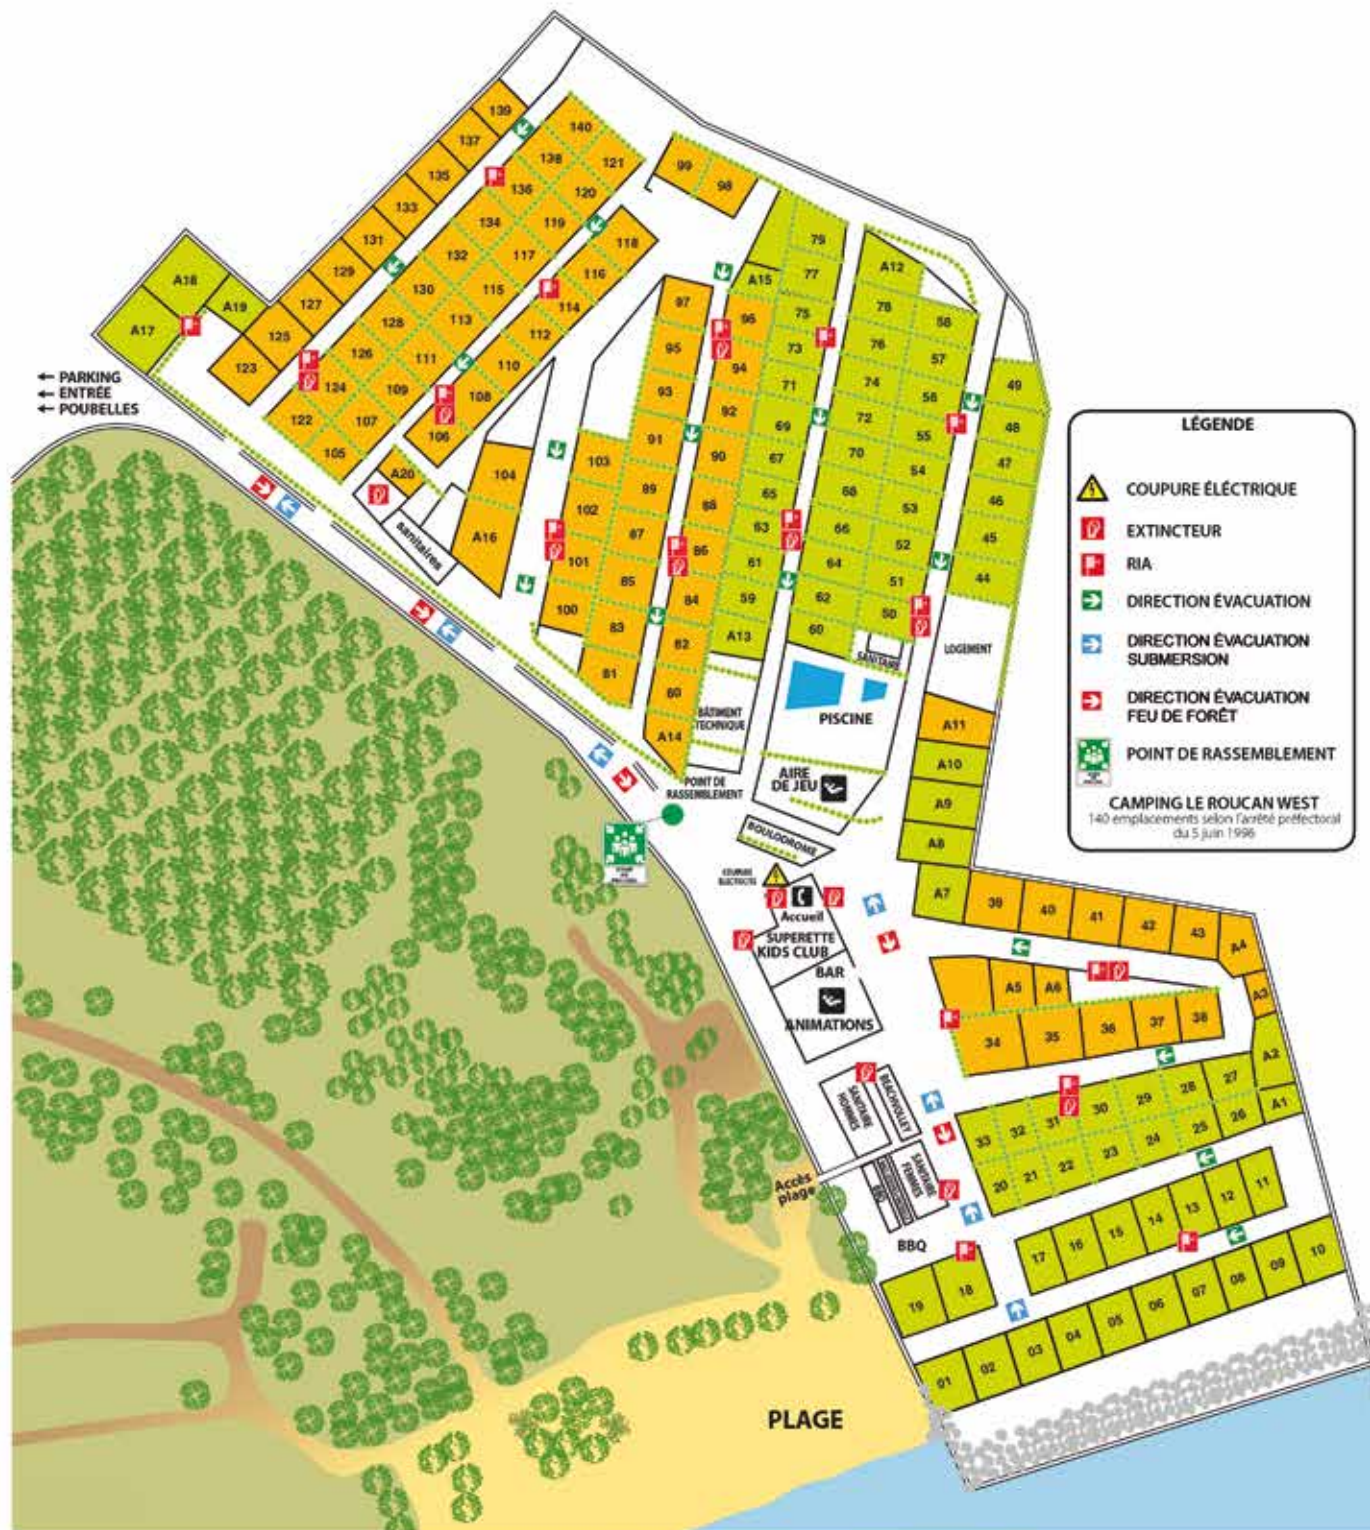 139
137
135
133
131
129
127
125
123
140
138
136
134
132
130
128
126
124
122
121
120
119
117
115
113
111
109
107
105
118
116
114
112
110
108
106
A18
A19
A17
← PARKING
← ENTRÉE
← POUBELLES
99
98
79
77
75
73
71
69
67
65
63
61
59
A13
A15
97
95
93
91
89
87
85
83
81
96
94
92
90
88
86
84
82
80
A14
103
102
101
100
104
A16
A20
sanitaires
A12
78
76
74
72
70
68
66
64
62
60
58
57
56
55
54
53
52
51
50
49
48
47
46
45
44
SANITAIRE
LOGEMENT
PISCINE
BÂTIMENT
TECHNIQUE
AIRE
DE JEU
POINT DE
RASSEMBLEMENT
BOULODROME
COUPURE
Accueil
SUPERETTE
KIDS CLUB
BAR
ANIMATIONS
A11
A10
A9
A8
A7
39
40
41
42
43
A4
A3
A5
A6
34
35
36
37
38
A2
A1
33
32
31
30
29
28
27
20
21
22
23
24
25
26
BEACHVOLLEY
SANITAIRE
HOMMES
SANITAIRE
FEMMES
BBQ
Accès
plage
17
16
15
14
13
12
11
19
18
01
02
03
04
05
06
07
08
09
10
PLAGE
LÉGENDE
COUPURE ÉLÉCTRIQUE
EXTINCTEUR
RIA
DIRECTION ÉVACUATION
DIRECTION ÉVACUATION
SUBMERSION
DIRECTION ÉVACUATION
FEU DE FORÊT
POINT DE RASSEMBLEMENT
CAMPING LE ROUCAN WEST
140 emplacements selon l'arrêté préfectoral
du 5 juin 1996